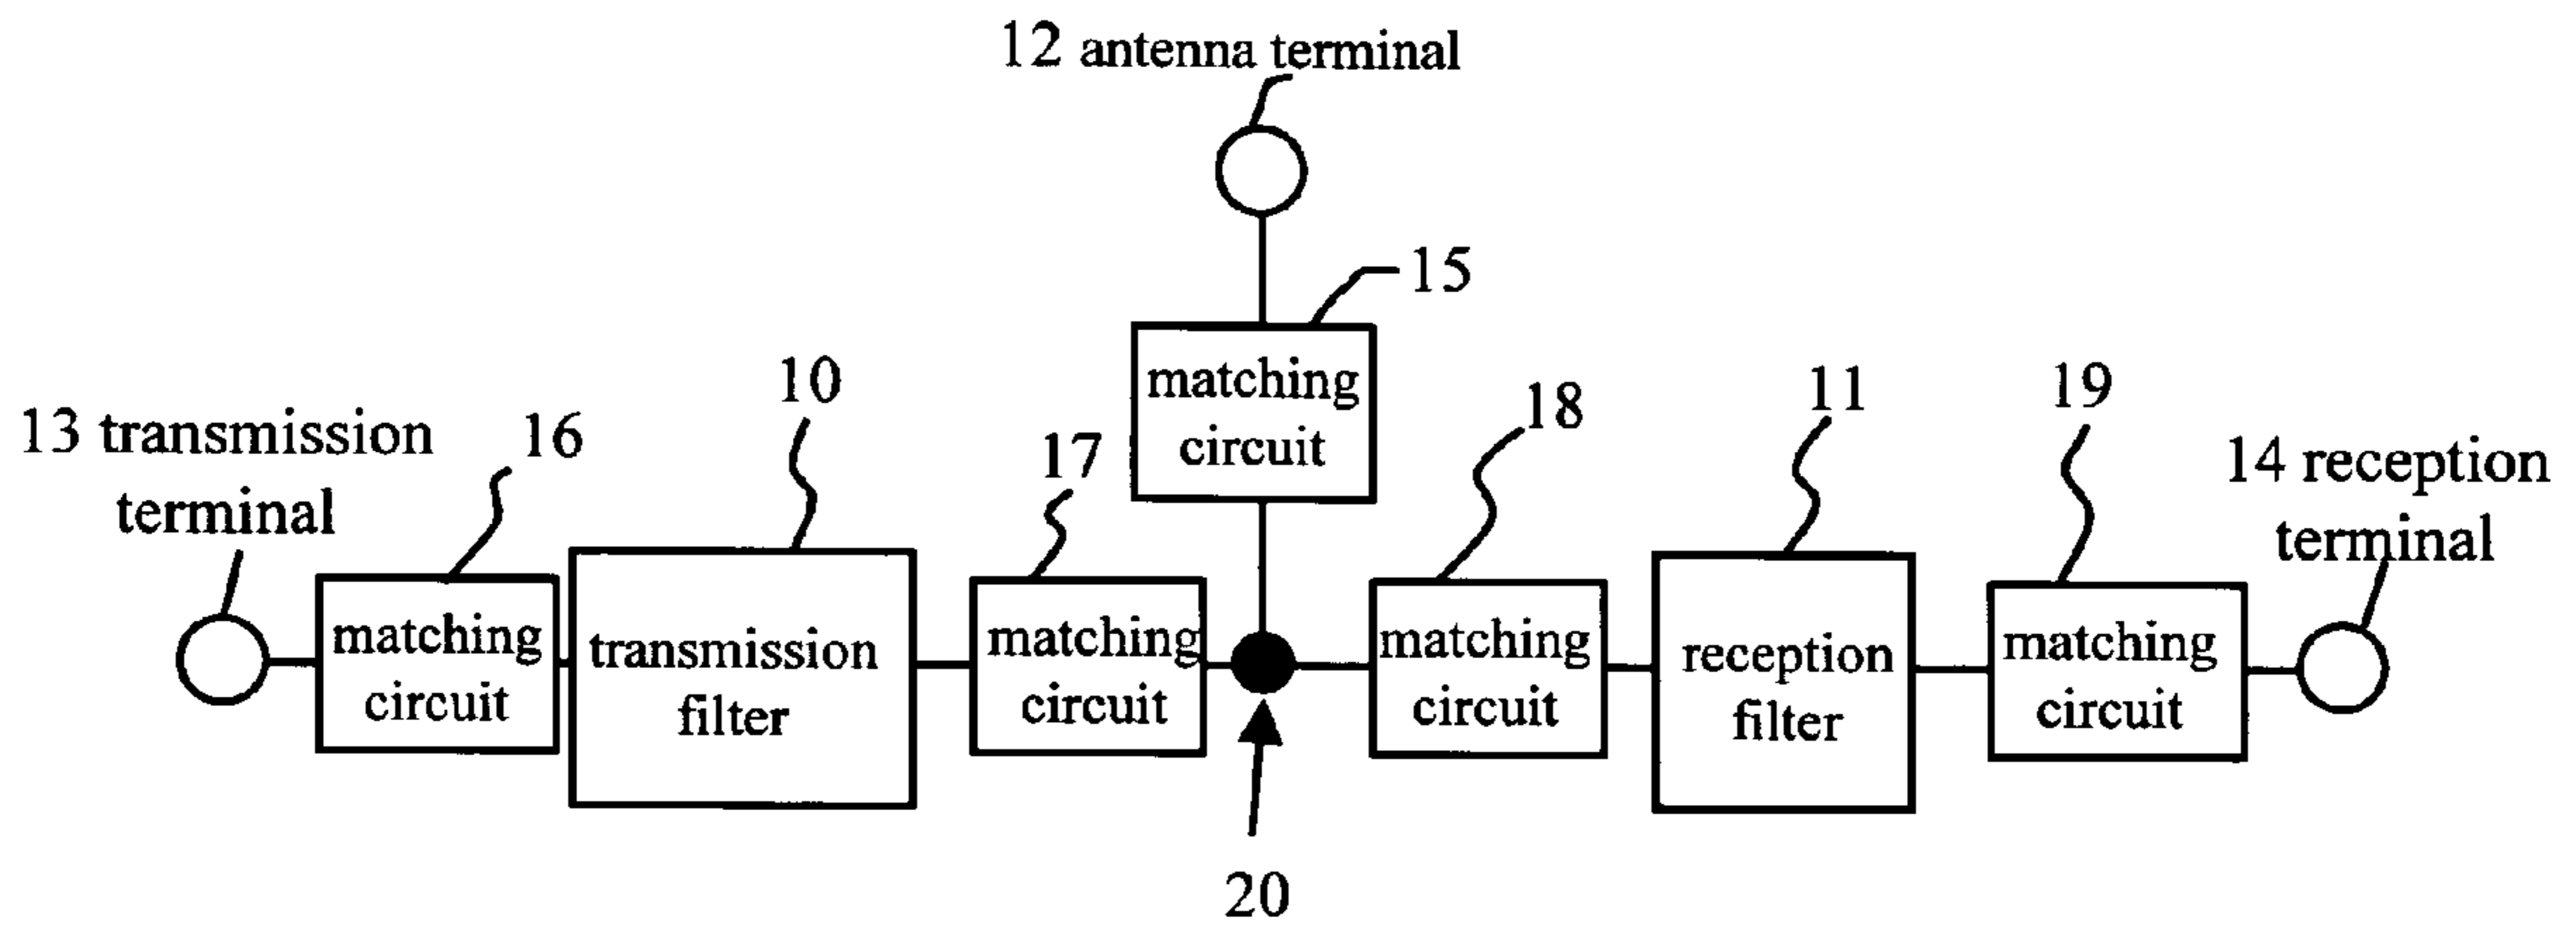 12 antenna terminal
15
matching
circuit
13 transmission
terminal
16
10
17
18
11
19
14 reception
terminal
matching
circuit
transmission
filter
matching
circuit
matching
circuit
reception
filter
matching
circuit
20